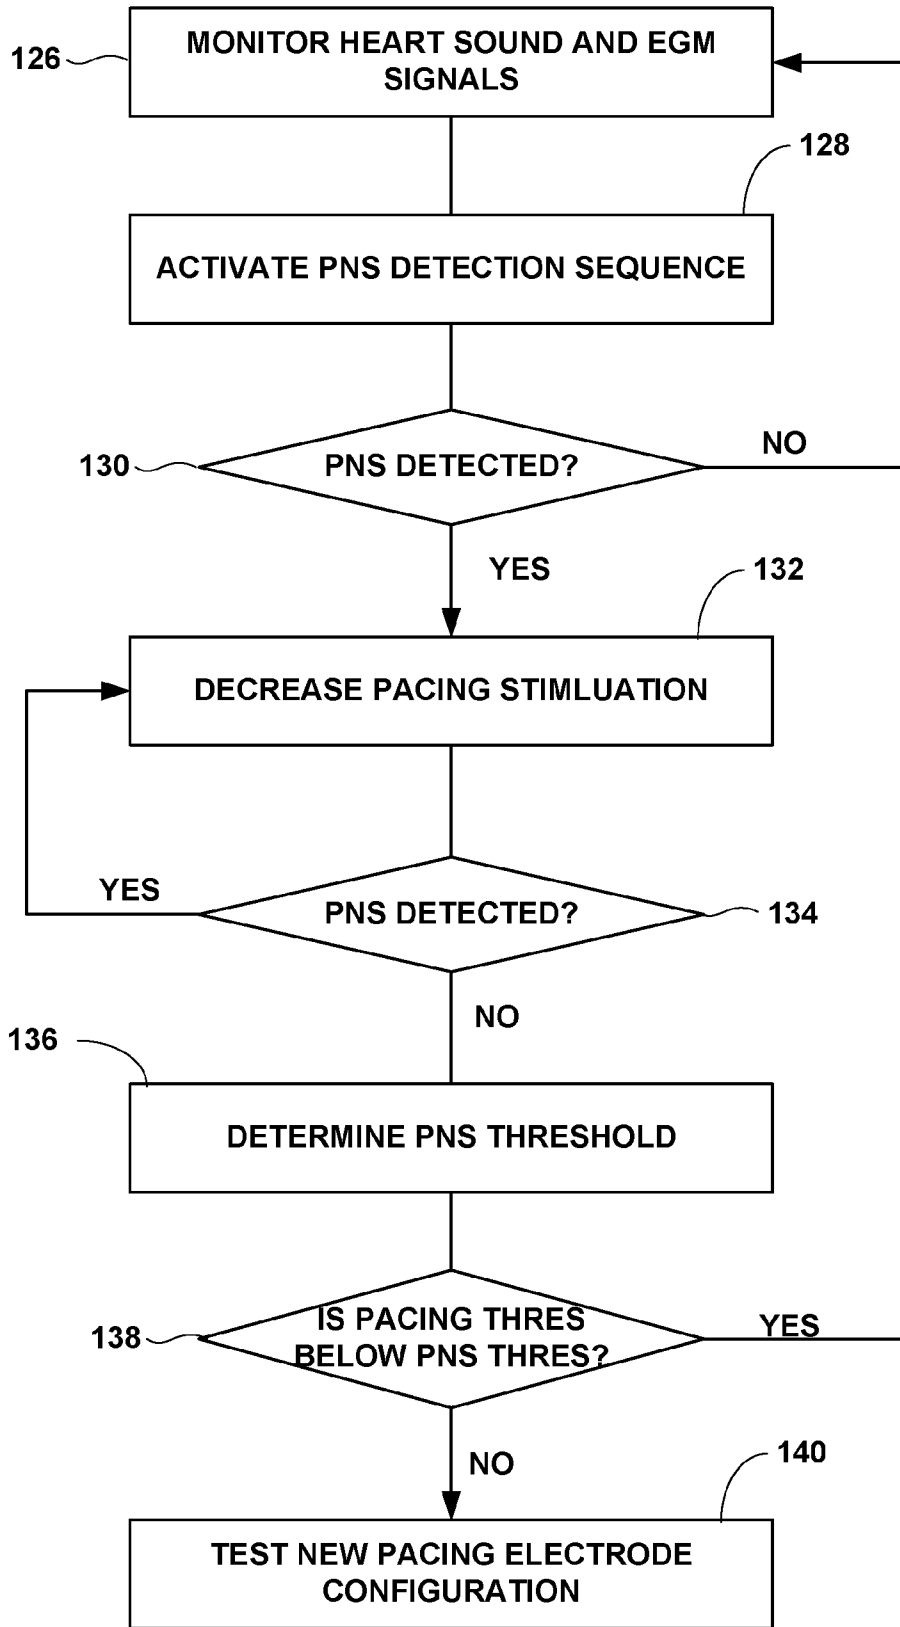 126
MONITOR HEART SOUND AND EGM
SIGNALS
128
ACTIVATE PNS DETECTION SEQUENCE
130
PNS DETECTED?
NO
YES
132
DECREASE PACING STIMLUATION
YES
PNS DETECTED?
134
NO
136
DETERMINE PNS THRESHOLD
138
IS PACING THRES
BELOW PNS THRES?
YES
NO
140
TEST NEW PACING ELECTRODE
CONFIGURATION